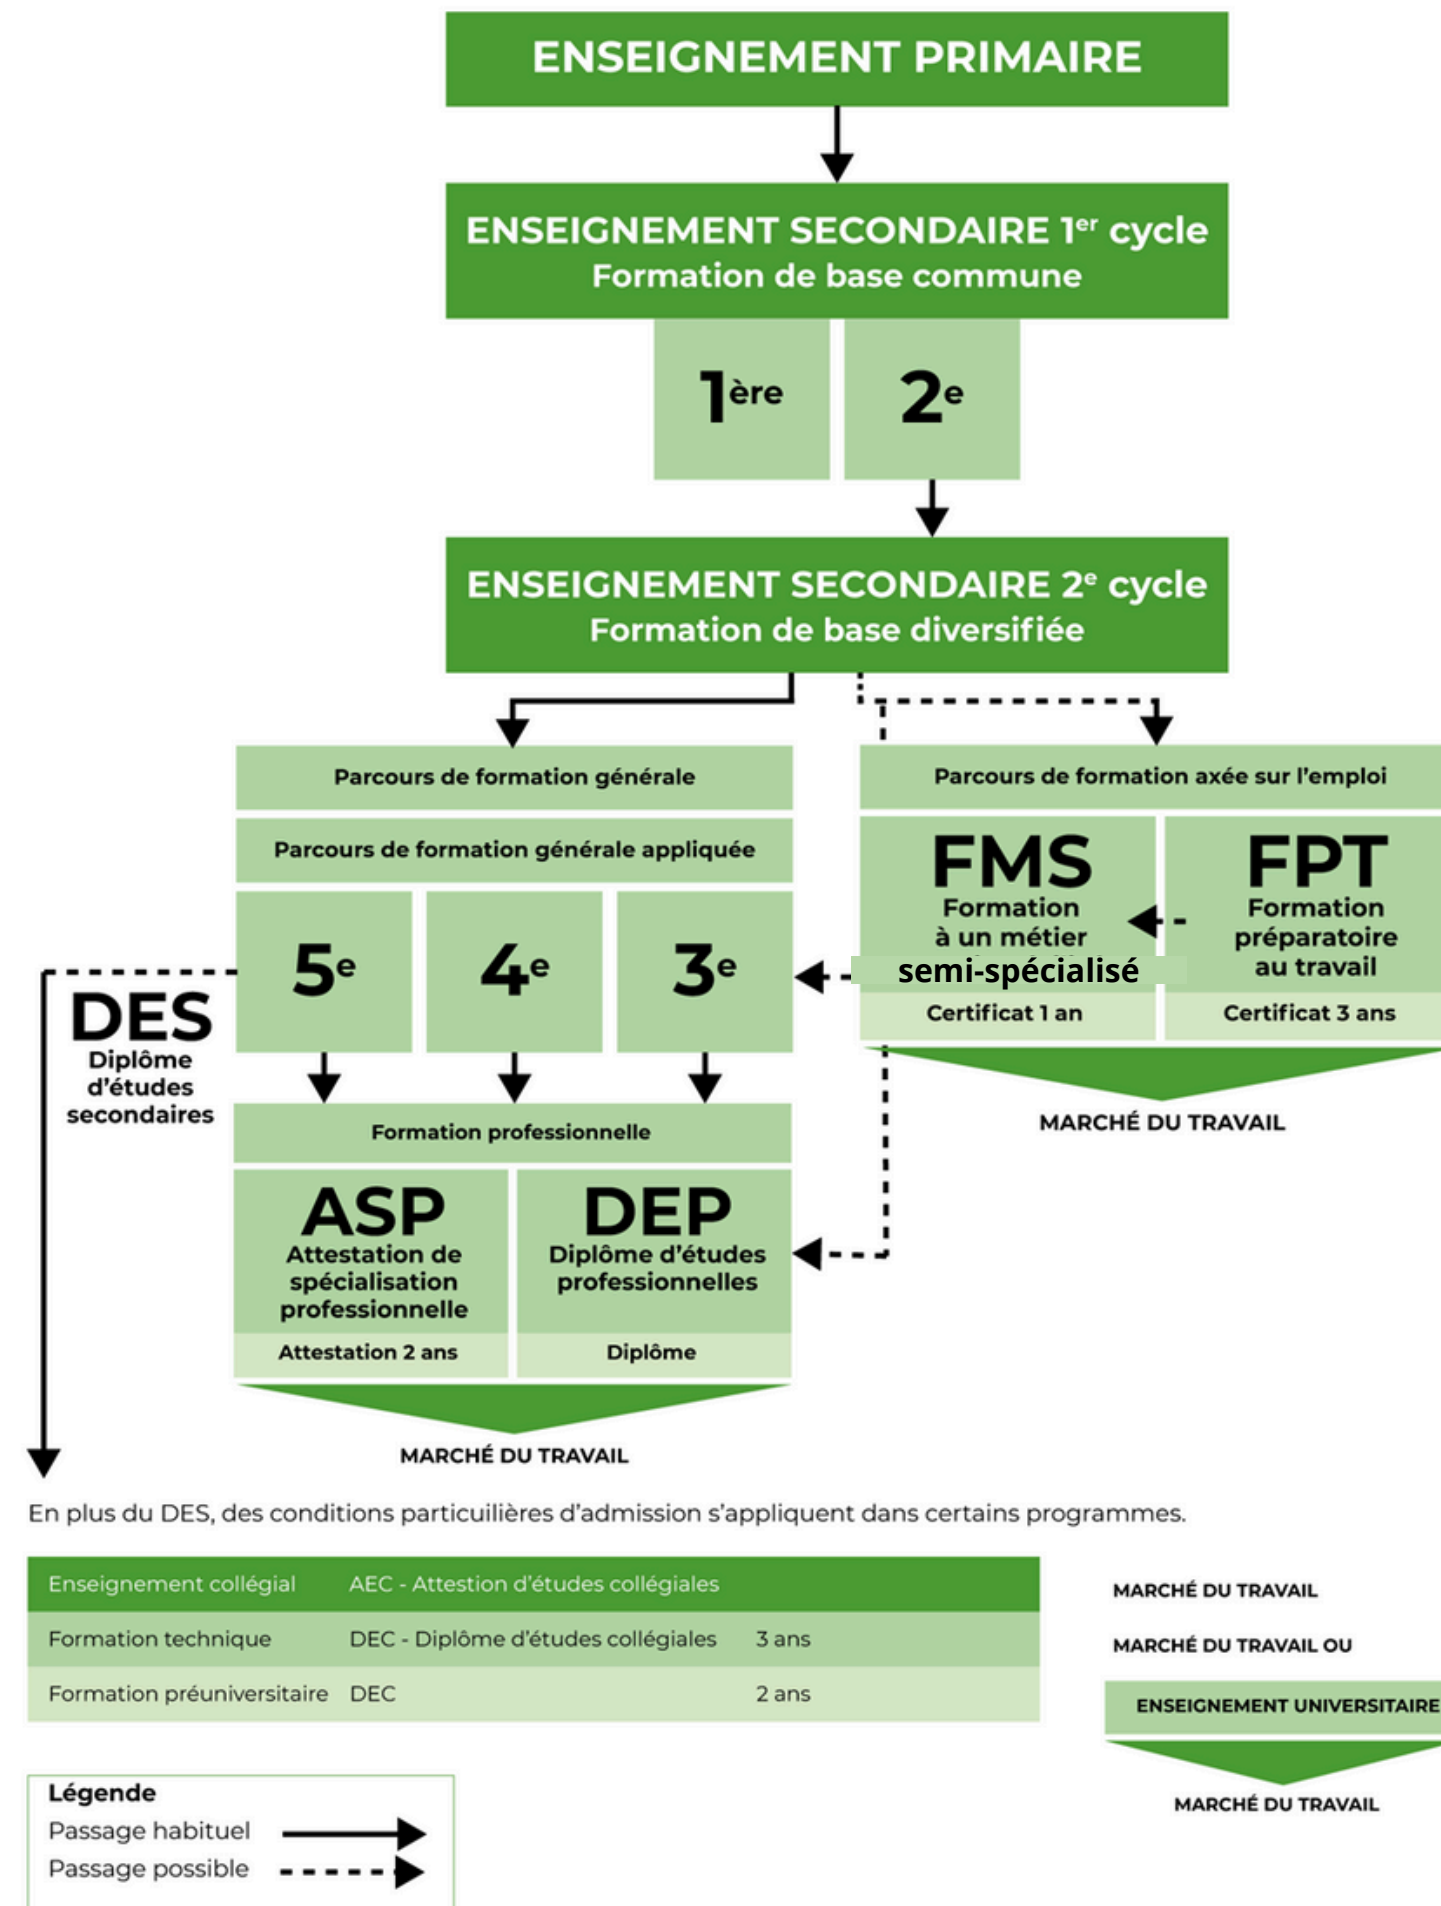 ENSEIGNEMENT PRIMAIRE
ENSEIGNEMENT SECONDAIRE 1er cycle
Formation de base commune
1ère
2e
ENSEIGNEMENT SECONDAIRE 2e cycle
Formation de base diversifiée
Parcours de formation générale
Parcours de formation générale appliquée
5e
4e
3e
Parcours de formation axée sur l'emploi
FMS
Formation
à un métier
semi-spécialisé
Certificat 1 an
FPT
Formation
préparatoire
au travail
Certificat 3 ans
MARCHÉ DU TRAVAIL
DES
Diplôme
d'études
secondaires
Formation professionnelle
ASP
Attestation de
spécialisation
professionnelle
Attestation 2 ans
DEP
Diplôme d'études
professionnelles
Diplôme
MARCHÉ DU TRAVAIL
En plus du DES, des conditions particuilières d'admission s'appliquent dans certains programmes.
Enseignement collégial AEC - Attestion d'études collégiales
Formation technique DEC - Diplôme d'études collégiales 3 ans
Formation préuniversitaire DEC 2 ans
MARCHÉ DU TRAVAIL
MARCHÉ DU TRAVAIL OU
ENSEIGNEMENT UNIVERSITAIRE
MARCHÉ DU TRAVAIL
Légende
Passage habituel
Passage possible